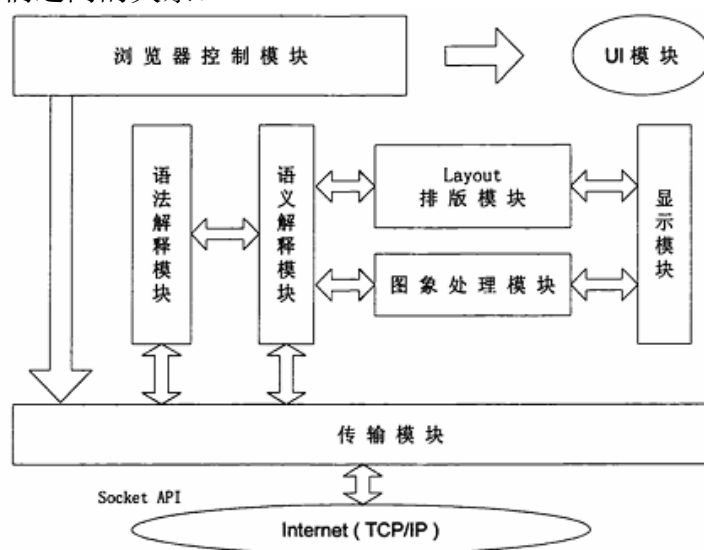 浏览器控制模块
UI 模块
语法解释模块
语义解释模块
Layout
排版模块
显示模块
图象处理模块
传输模块
Socket API
Internet ( TCP/IP )